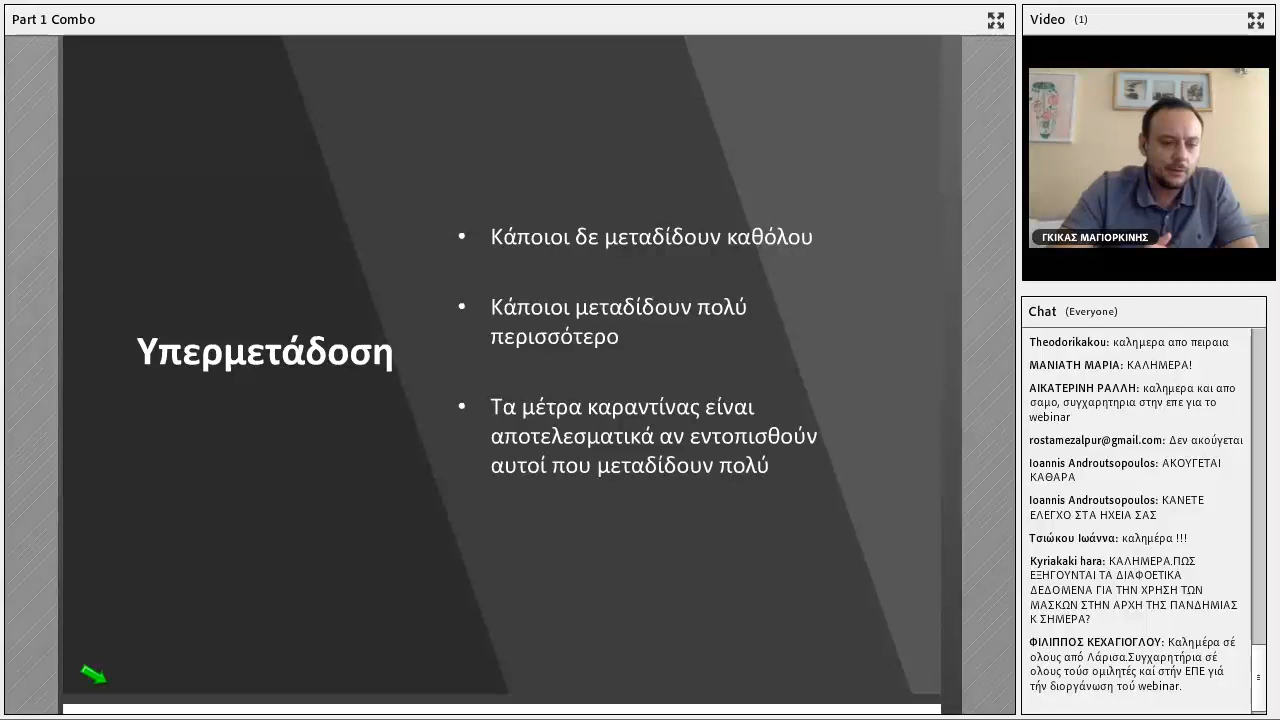 Part 1 Combo
Υπερμετάδοση
• Κάποιοι δε μεταδίδουν καθόλου
• Κάποιοι μεταδίδουν πολύ
περισσότερο
• Τα μέτρα καραντίνας είναι
αποτελεσματικά αν εντοπισθούν
αυτοί που μεταδίδουν πολύ
Video (1)
ΓΚΙΚΑΣ ΜΑΓΙΟΡΚΙΝΗΣ
Chat (Everyone)
Theodorikakou: καλημερα απο πειραια
ΜΑΝΙΑΤΗ ΜΑΡΙΑ: ΚΑΛΗΜΕΡΑ!
ΑΙΚΑΤΕΡΙΝΗ ΡΑΛΛΗ: καλημερα και απο
σαμο, συγχαρητηρια στην επε για το
webinar
rostamezalpur@gmail.com: Δεν ακούγεται
Ioannis Androutsopoulos: ΑΚΟΥΓΕΤΑΙ
ΚΑΘΑΡΑ
Ioannis Androutsopoulos: ΚΑΝΕΤΕ
ΕΛΕΓΧΟ ΣΤΑ ΗΧΕΙΑ ΣΑΣ
Τσιώκου Ιωάννα: καλημέρα !!!
Kyriakaki hara: ΚΑΛΗΜΕΡΑ.ΠΩΣ
ΕΞΗΓΟΥΝΤΑΙ ΤΑ ΔΙΑΦΟΕΤΙΚΑ
ΔΕΔΟΜΕΝΑ ΓΙΑ ΤΗΝ ΧΡΗΣΗ ΤΩΝ
ΜΑΣΚΩΝ ΣΤΗΝ ΑΡΧΗ ΤΗΣ ΠΑΝΔΗΜΙΑΣ
Κ ΣΗΜΕΡΑ?
ΦΙΛΙΠΠΟΣ ΚΕΧΑΓΙΟΓΛΟΥ: Καλημέρα σέ
ολους από Λάρισα.Συγχαρητήρια σέ
ολους τούσ ομιλητές καί στήν ΕΠΕ γιά
τήν διοργάνωση τού webinar.